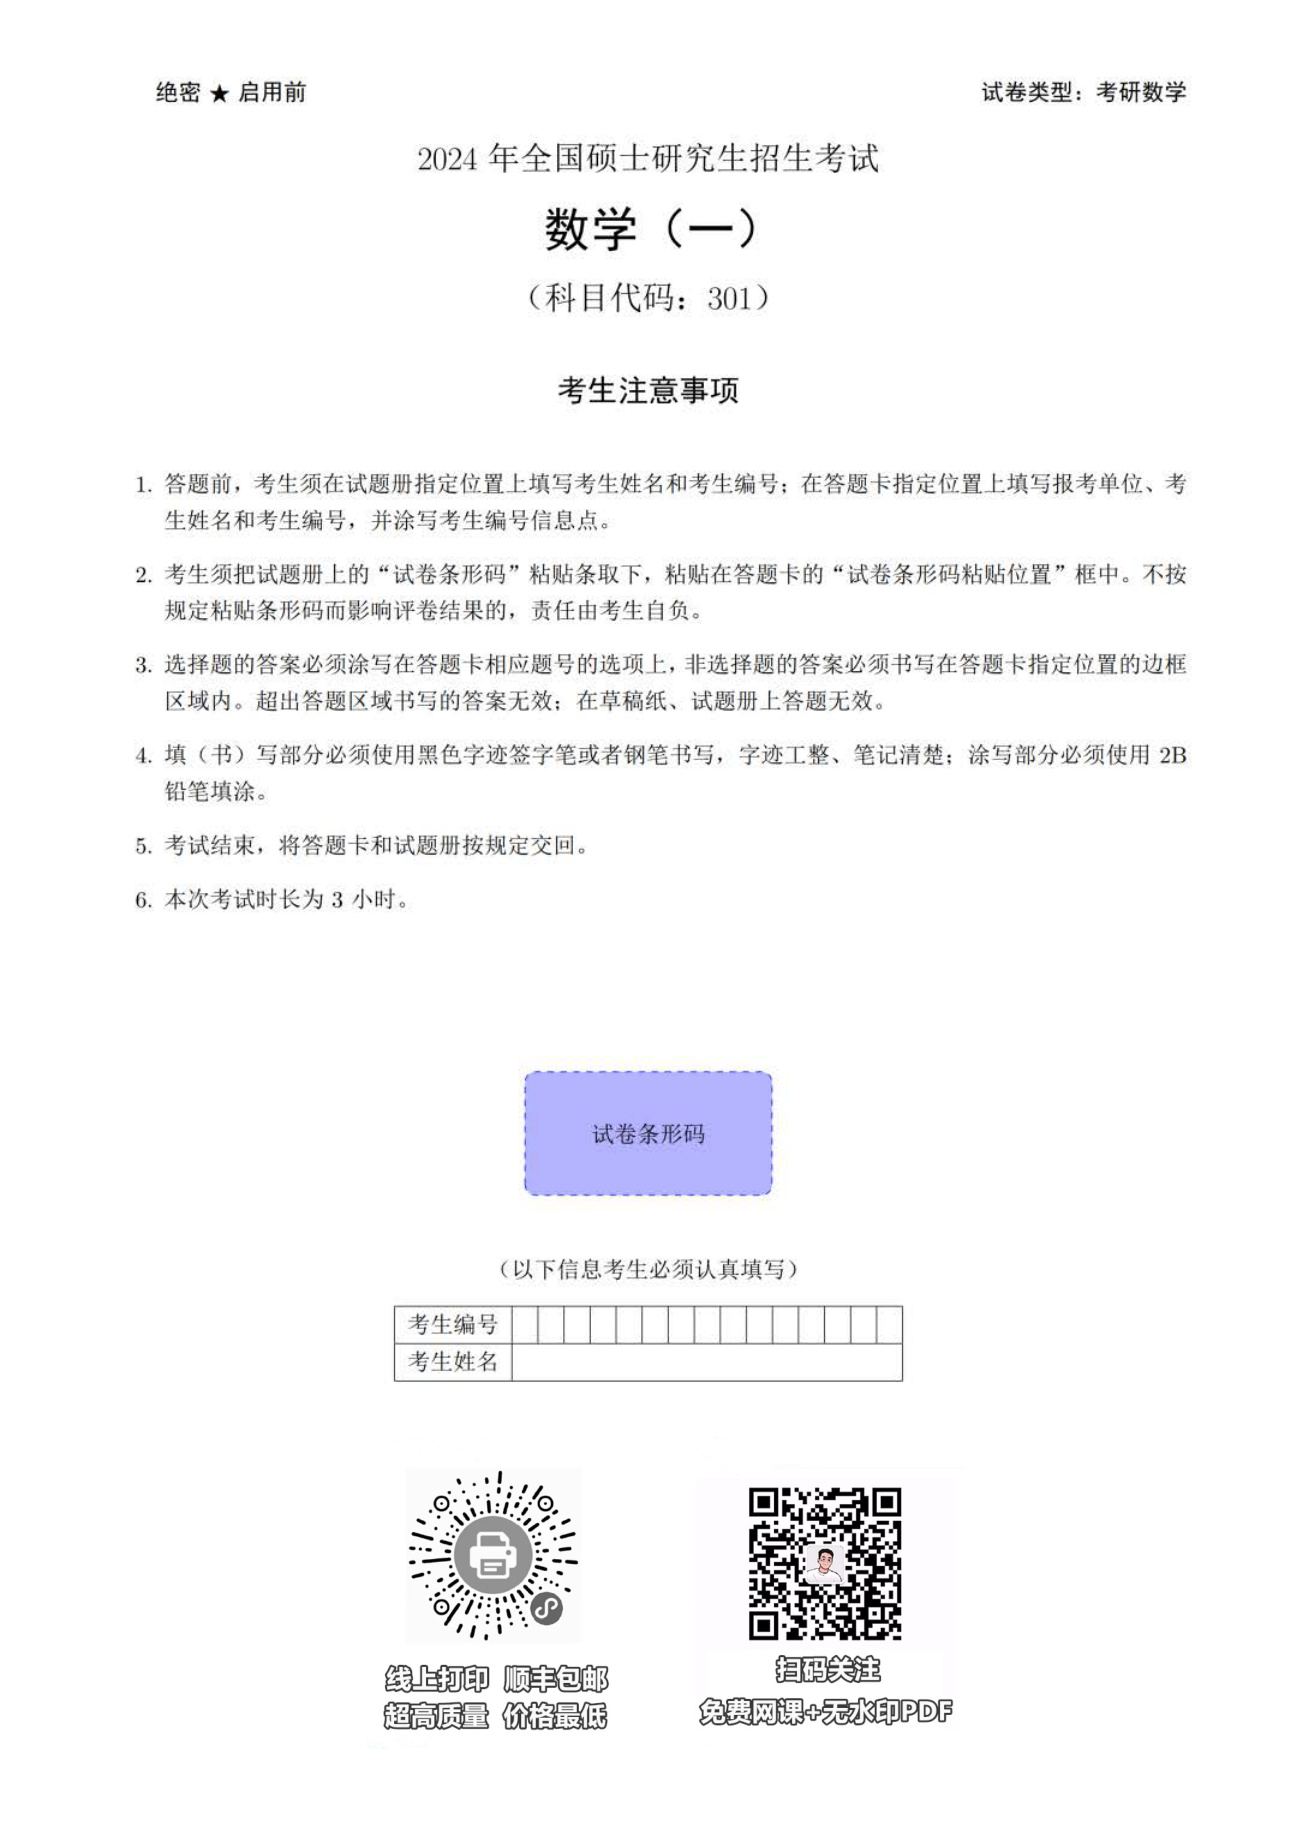 绝密 ★ 启用前
试卷类型：考研数学
2024 年全国硕士研究生招生考试
数学（一）
（科目代码：301）
考生注意事项
1. 答题前，考生须在试题册指定位置上填写考生姓名和考生编号；在答题卡指定位置上填写报考单位、考
生姓名和考生编号，并涂写考生编号信息点。
2. 考生须把试题册上的“试卷条形码”粘贴条取下，粘贴在答题卡的“试卷条形码粘贴位置”框中。不按
规定粘贴条形码而影响评卷结果的，责任由考生自负。
3. 选择题的答案必须涂写在答题卡相应题号的选项上，非选择题的答案必须书写在答题卡指定位置的边框
区域内。超出答题区域书写的答案无效；在草稿纸、试题册上答题无效。
4. 填（书）写部分必须使用黑色字迹签字笔或者钢笔书写，字迹工整、笔记清楚；涂写部分必须使用 2B
铅笔填涂。
5. 考试结束，将答题卡和试题册按规定交回。
6. 本次考试时长为 3 小时。
试卷条形码
（以下信息考生必须认真填写）
考生编号
考生姓名
线上打印 顺丰包邮
超高质量 价格最低
扫码关注
免费网课+无水印PDF